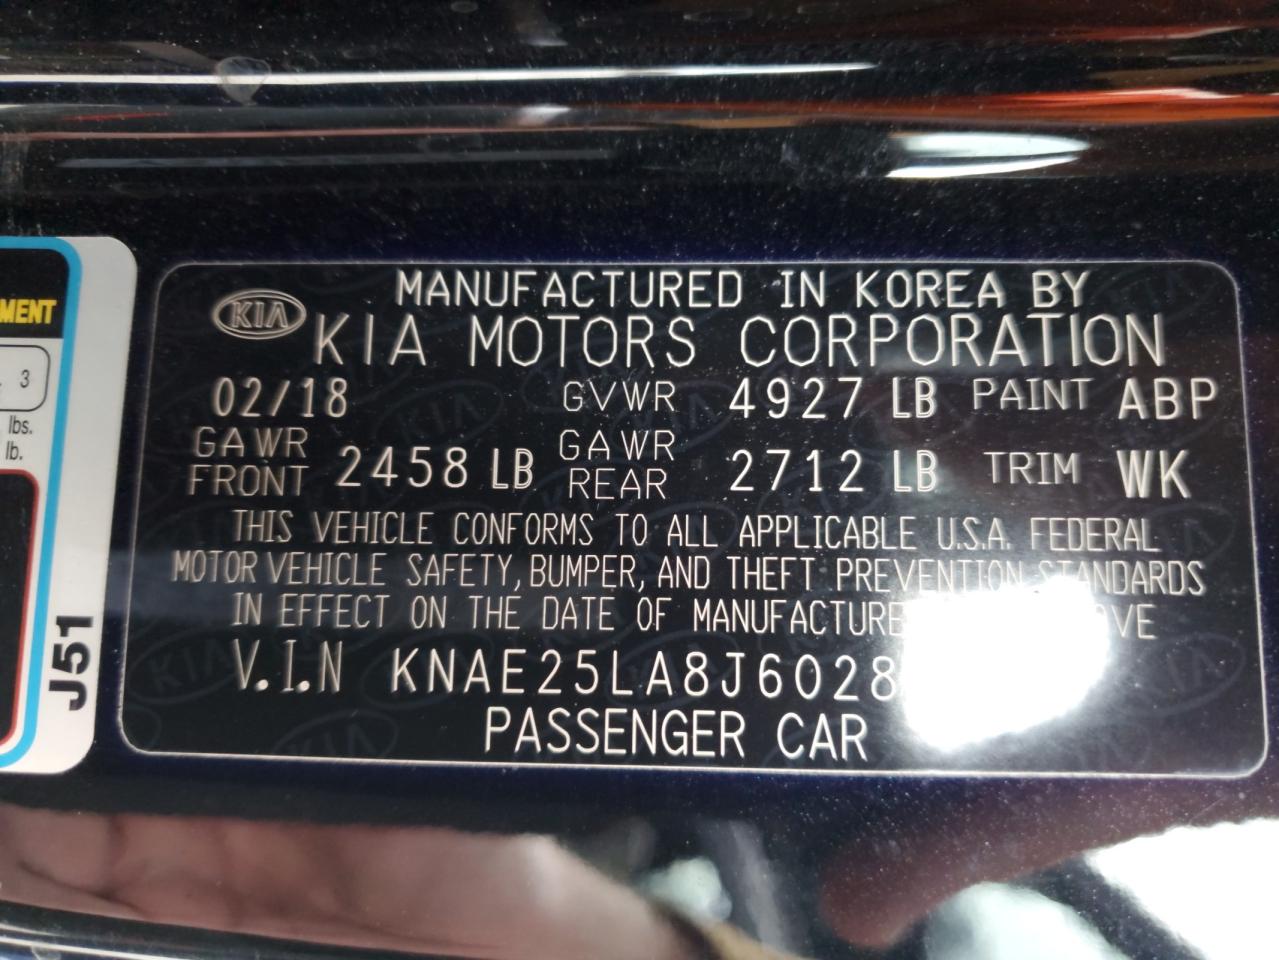 MENT
3
lbs.
lb.
J51
KIA
MANUFACTURED IN KOREA BY
KIA MOTORS CORPORATION
02/18 GVWR 4927 LB PAINT ABP
GAWR FRONT 2458 LB GAWR REAR 2712 LB TRIM WK
THIS VEHICLE CONFORMS TO ALL APPLICABLE U.S.A. FEDERAL
MOTOR VEHICLE SAFETY, BUMPER, AND THEFT PREVENTION STANDARDS
IN EFFECT ON THE DATE OF MANUFACTURE
V.I.N KNAE25LA8J6028
PASSENGER CAR